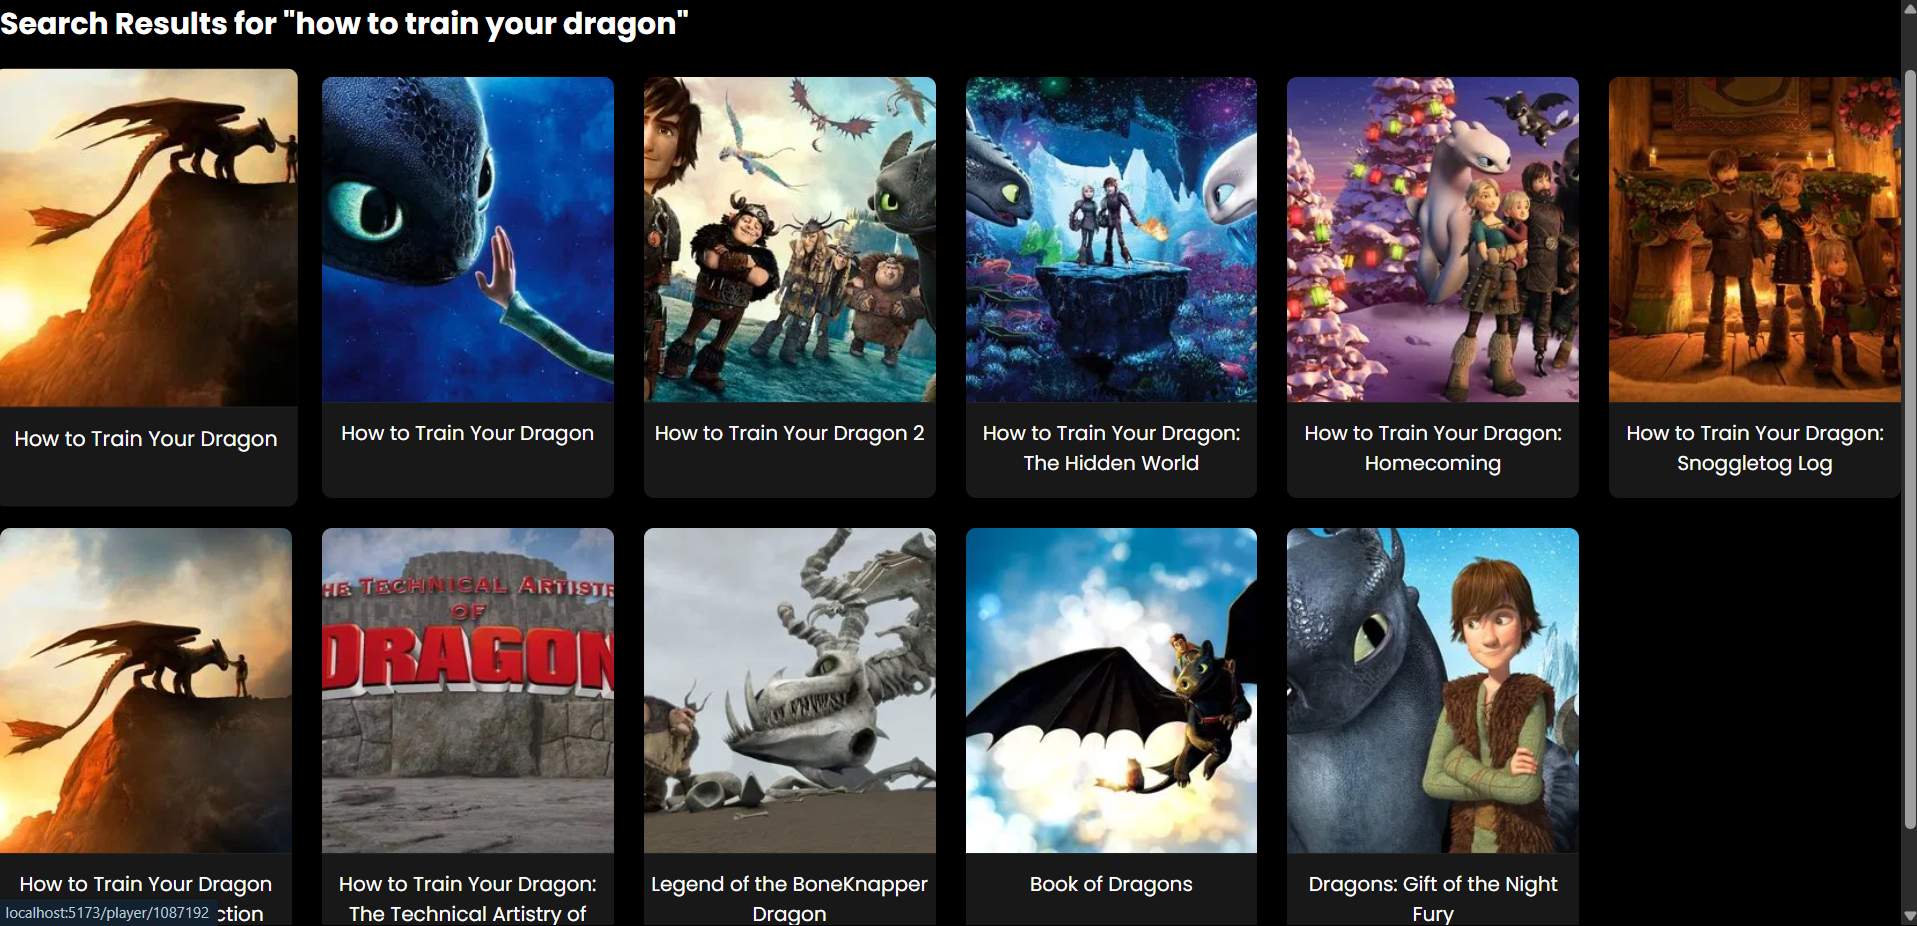 Search Results for "how to train your dragon"
How to Train Your Dragon
How to Train Your Dragon
How to Train Your Dragon 2
How to Train Your Dragon:
The Hidden World
How to Train Your Dragon:
Homecoming
How to Train Your Dragon:
Snoggletog Log
HE TECHNICAL ARTISTR
OF
DRAGON
How to Train Your Dragon
ction
How to Train Your Dragon:
The Technical Artistry of
Legend of the BoneKnapper
Dragon
Book of Dragons
Dragons: Gift of the Night
Fury
localhost:5173/player/1087192